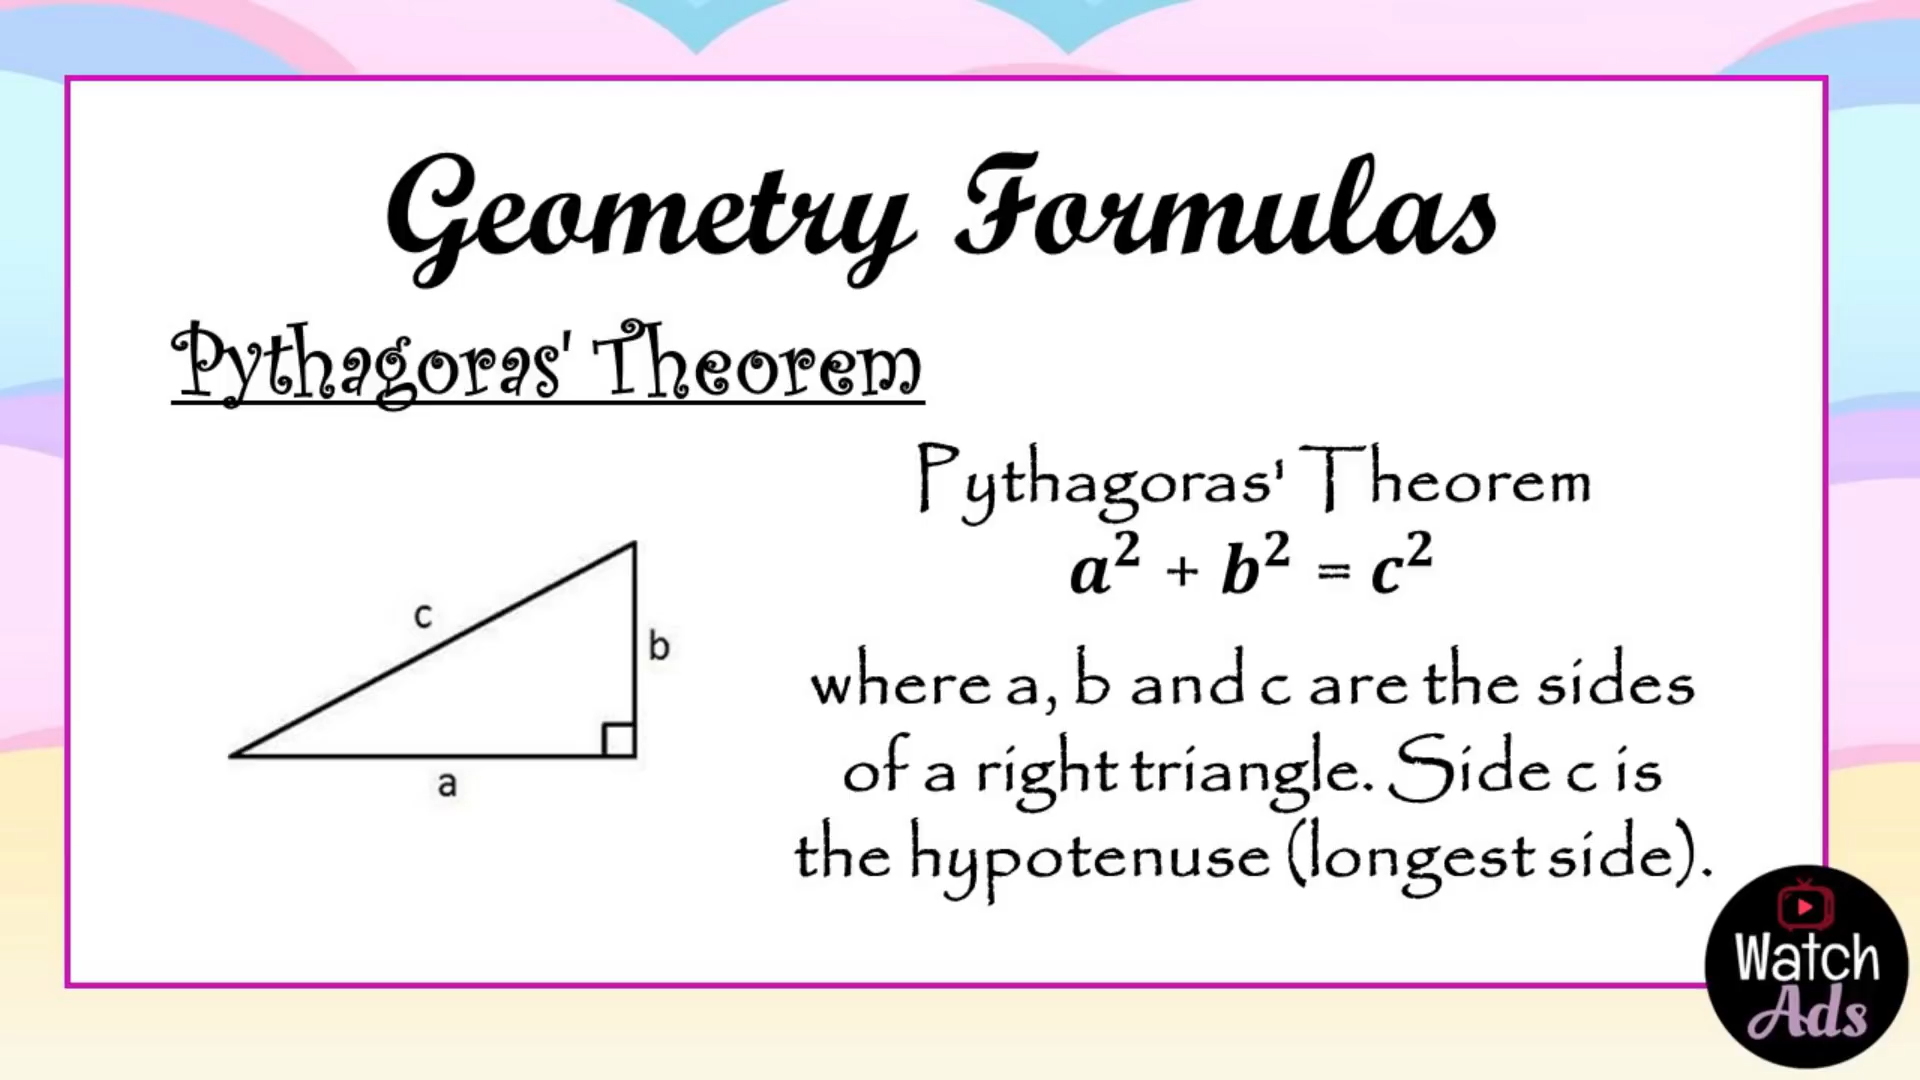 Geometry Formulas
Pythagoras' Theorem
Pythagoras' Theorem
a² + b² = c²
c
b
a
where a, b and c are the sides
of a right triangle. Side c is
the hypotenuse (longest side).
Watch
Ads